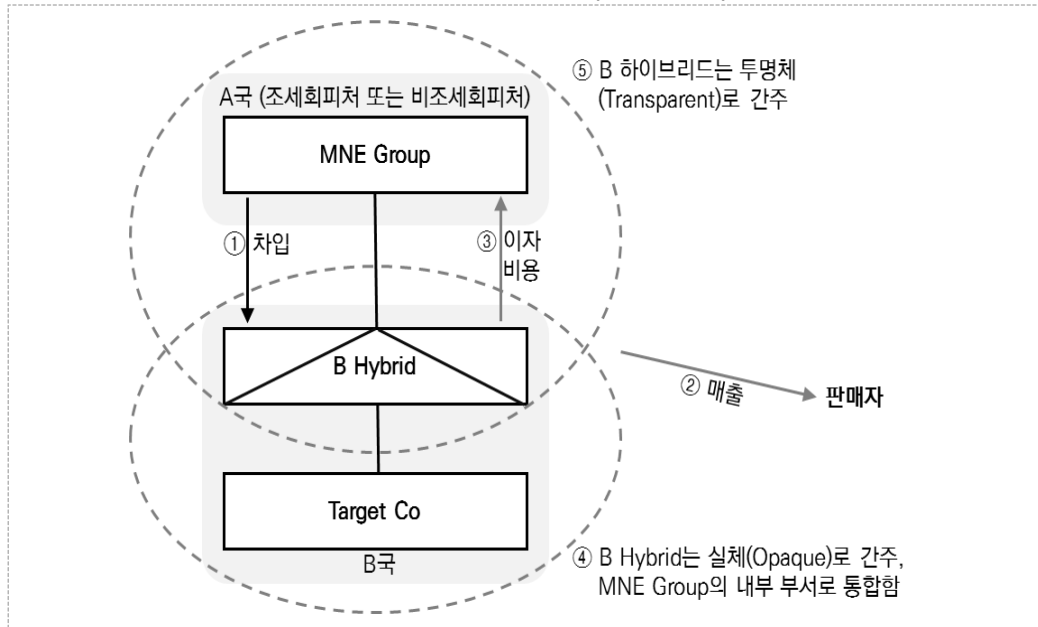 ⑤ B 하이브리드는 투명체
(Transparent)로 간주
A국 (조세회피처 또는 비조세회피처)
MNE Group
① 차입
③ 이자
비용
B Hybrid
② 매출
판매자
Target Co
B국
④ B Hybrid는 실체(Opaque)로 간주,
MNE Group의 내부 부서로 통합함